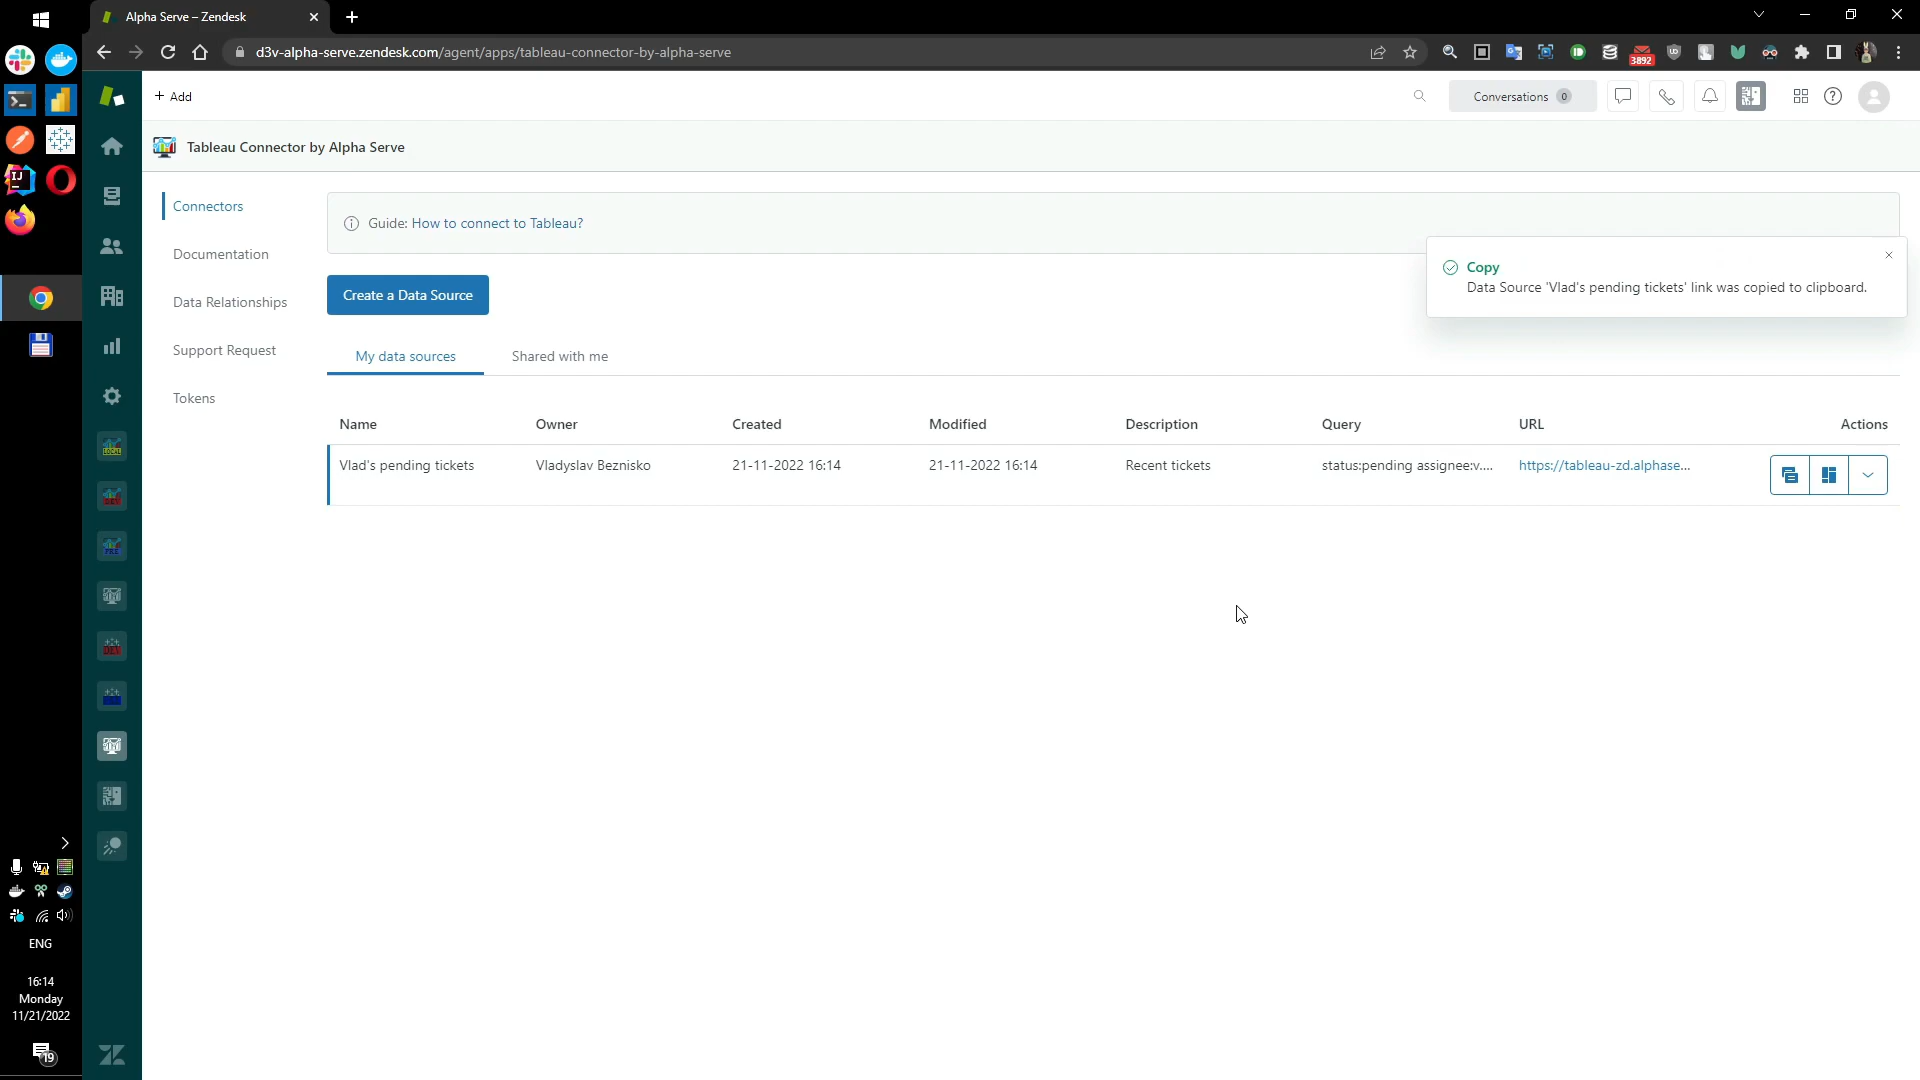 Alpha Serve – Zendesk
d3v-alpha-serve.zendesk.com/agent/apps/tableau-connector-by-alpha-serve
3892
+ Add
Conversations 0
Tableau Connector by Alpha Serve
Connectors
Documentation
Data Relationships
Support Request
Tokens
Guide: How to connect to Tableau?
Copy
Data Source 'Vlad's pending tickets' link was copied to clipboard.
Create a Data Source
My data sources
Shared with me
Name Owner Created Modified Description Query URL Actions
Vlad's pending tickets Vladyslav Beznisko 21-11-2022 16:14 21-11-2022 16:14 Recent tickets status:pending assignee:v.... https://tableau-zd.alphase...
ENG
16:14
Monday
11/21/2022
19